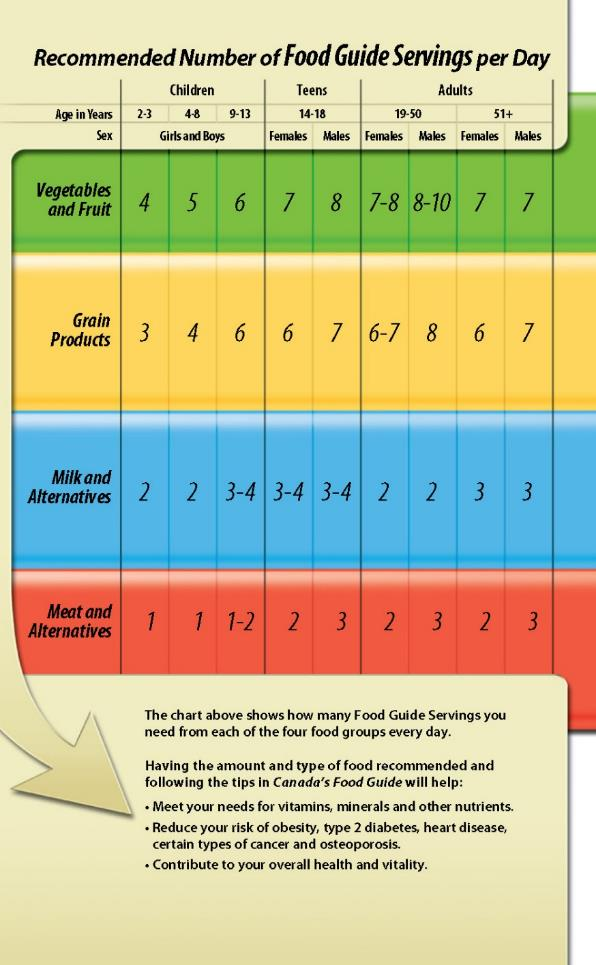 Recommended Number of Food Guide Servings per Day
Children Teens Adults
Age in Years 2-3 4-8 9-13 14-18 19-50 51+
Sex Girls and Boys Females Males Females Males Females Males
Vegetables
and Fruit 4 5 6 7 8 7-8 8-10 7 7
Grain
Products 3 4 6 6 7 6-7 8 6 7
Milk and
Alternatives 2 2 3-4 3-4 3-4 2 2 3 3
Meat and
Alternatives 1 1 1-2 2 3 2 3 2 3
The chart above shows how many Food Guide Servings you
need from each of the four food groups every day.
Having the amount and type of food recommended and
following the tips in Canada's Food Guide will help:
• Meet your needs for vitamins, minerals and other nutrients.
• Reduce your risk of obesity, type 2 diabetes, heart disease,
certain types of cancer and osteoporosis.
• Contribute to your overall health and vitality.